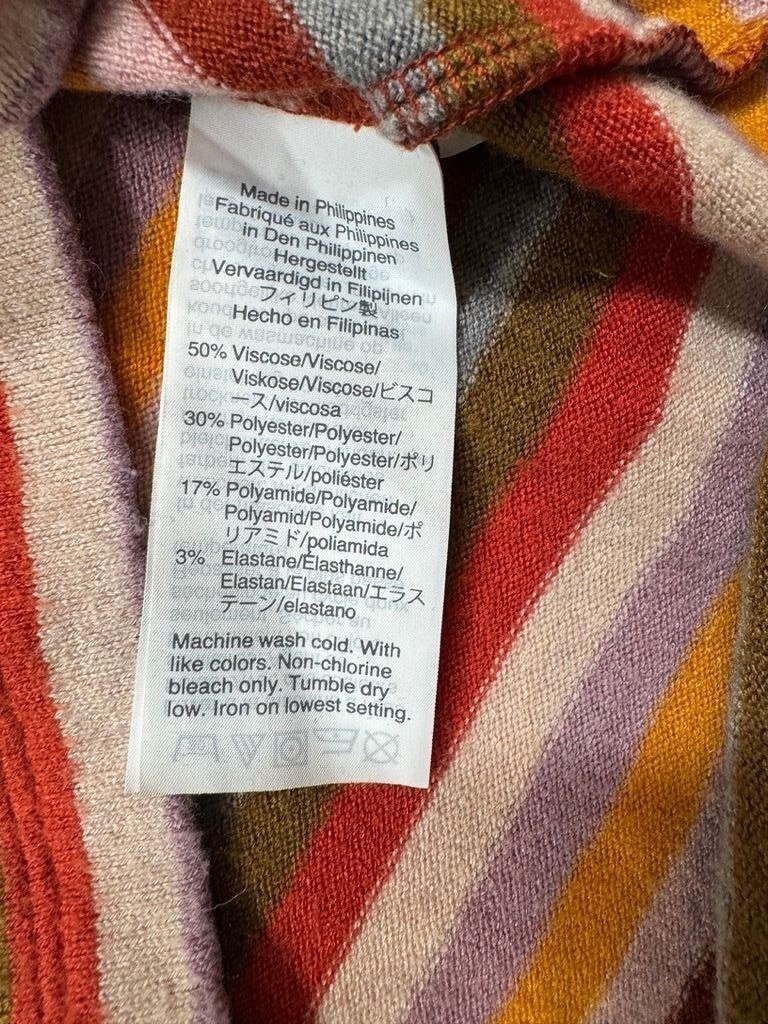 Made in Philippines
Fabriqué aux Philippines
in Den Philippinen
Hergestellt
Vervaardigd in Filipijnen
フィリピン製
Hecho en Filipinas
50% Viscose/Viscose/
Viskose/Viscose/ビスコ
ース/viscosa
30% Polyester/Polyester/
Polyester/Polyester/ポリ
エステル/poliéster
17% Polyamide/Polyamide/
Polyamid/Polyamide/ポ
リアミド/poliamida
3% Elastane/Élasthanne/
Elastan/Elastaan/エラス
テーン/elastano
Machine wash cold. With
like colors. Non-chlorine
bleach only. Tumble dry
low. Iron on lowest setting.